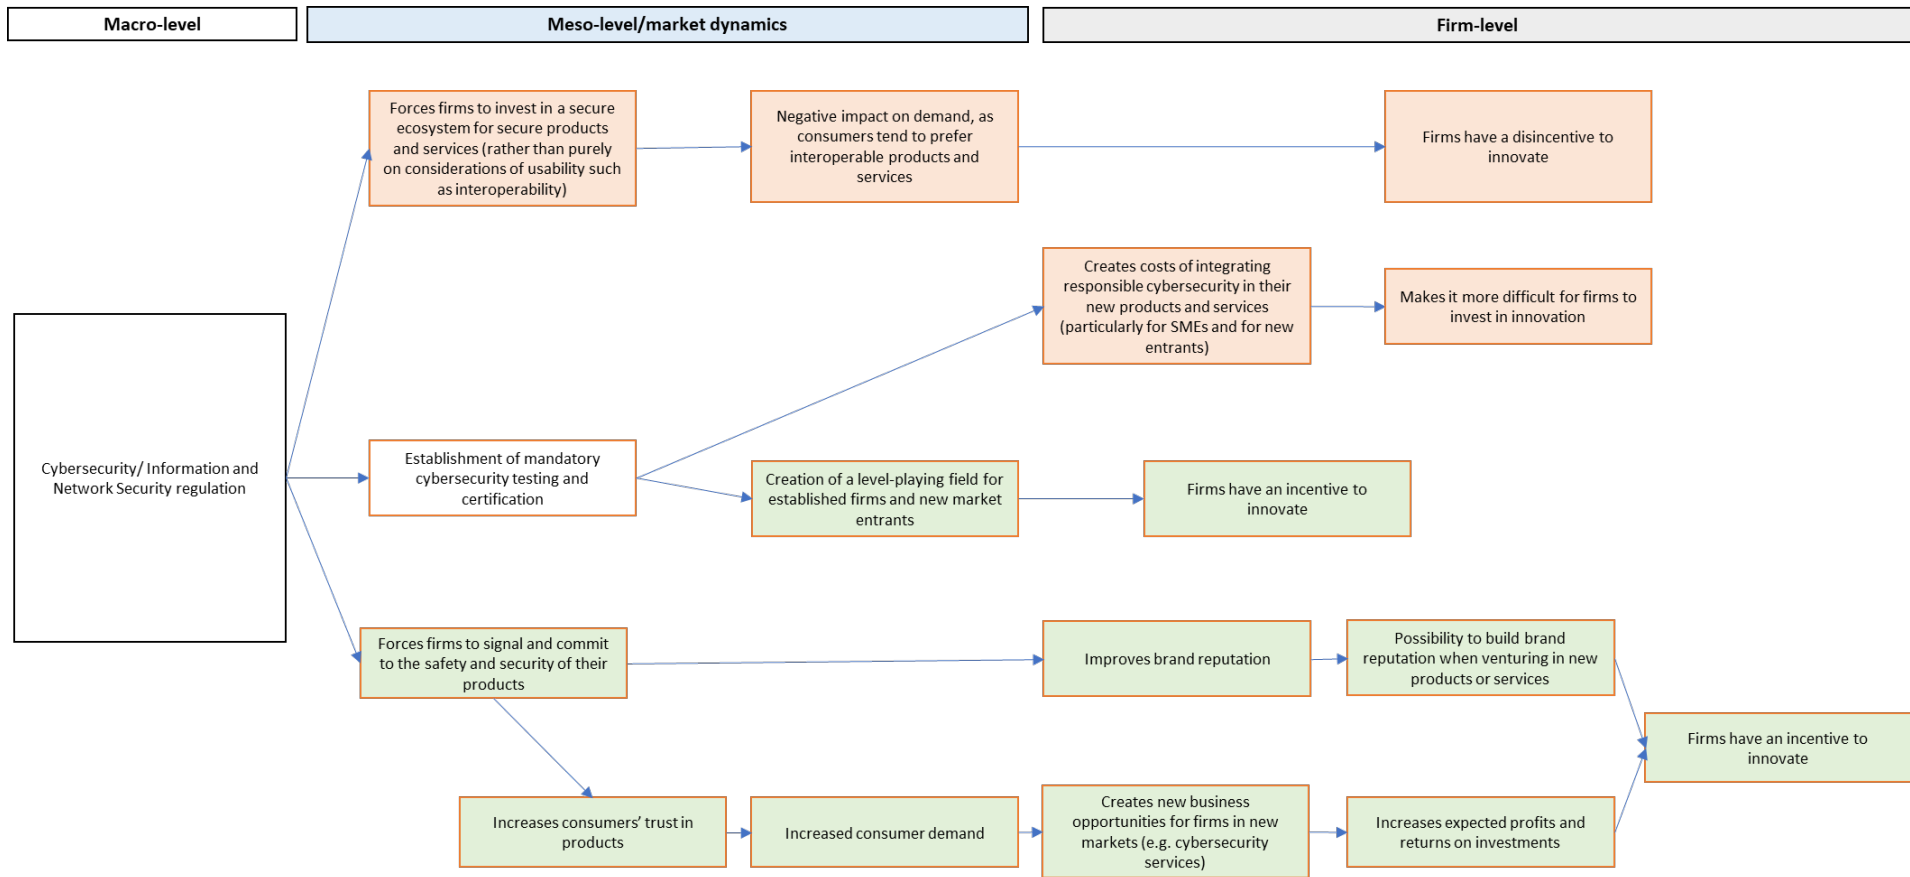 Macro-level
Meso-level/market dynamics
Firm-level
Forces firms to invest in a secure
ecosystem for secure products
and services (rather than purely
on considerations of usability such
as interoperability)
Negative impact on demand, as
consumers tend to prefer
interoperable products and
services
Firms have a disincentive to
innovate
Creates costs of integrating
responsible cybersecurity in their
new products and services
(particularly for SMEs and for new
entrants)
Makes it more difficult for firms to
invest in innovation
Cybersecurity/ Information and
Network Security regulation
Establishment of mandatory
cybersecurity testing and
certification
Creation of a level-playing field for
established firms and new market
entrants
Firms have an incentive to
innovate
Forces firms to signal and commit
to the safety and security of their
products
Improves brand reputation
Possibility to build brand
reputation when venturing in new
products or services
Firms have an incentive to
innovate
Increases consumers’ trust in
products
Increased consumer demand
Creates new business
opportunities for firms in new
markets (e.g. cybersecurity
services)
Increases expected profits and
returns on investments